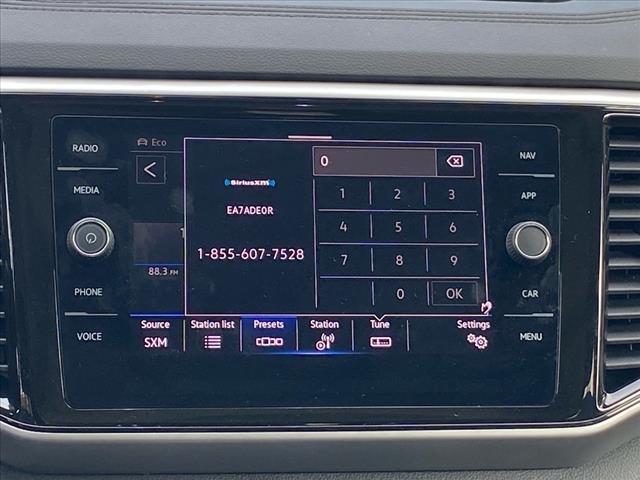 RADIO
MEDIA
PHONE
VOICE
Eco
88.3 FM
SiriusXM
EA7ADE0R
1-855-607-7528
0
1 2 3
4 5 6
7 8 9
0 OK
Source Station list Presets Station Tune Settings
SXM
NAV
APP
CAR
MENU